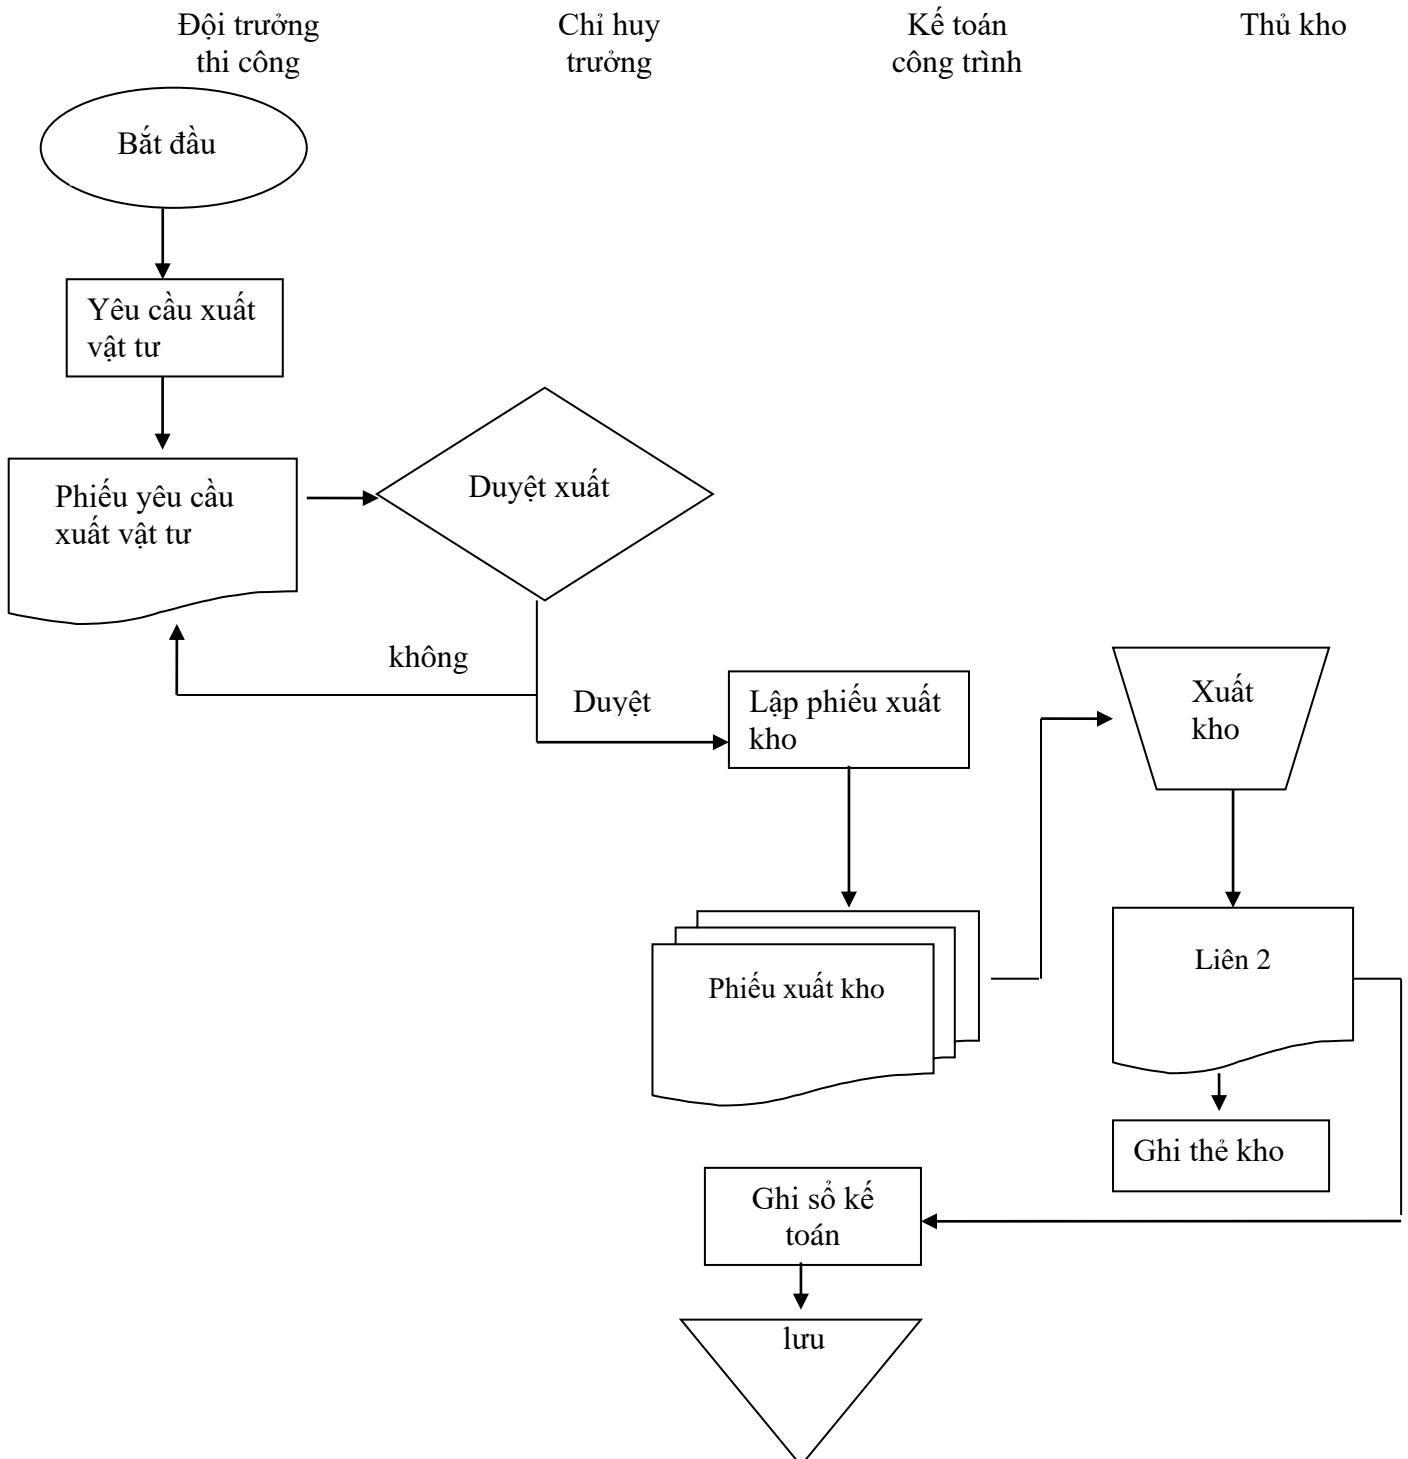 Đội trưởng
thi công
Chỉ huy
trưởng
Kế toán
công trình
Thủ kho
Bắt đầu
Yêu cầu xuất
vật tư
Phiếu yêu cầu
xuất vật tư
Duyệt xuất
không
Duyệt
Lập phiếu xuất
kho
Xuất
kho
Phiếu xuất kho
Liên 2
Ghi thẻ kho
Ghi sổ kế
toán
lưu